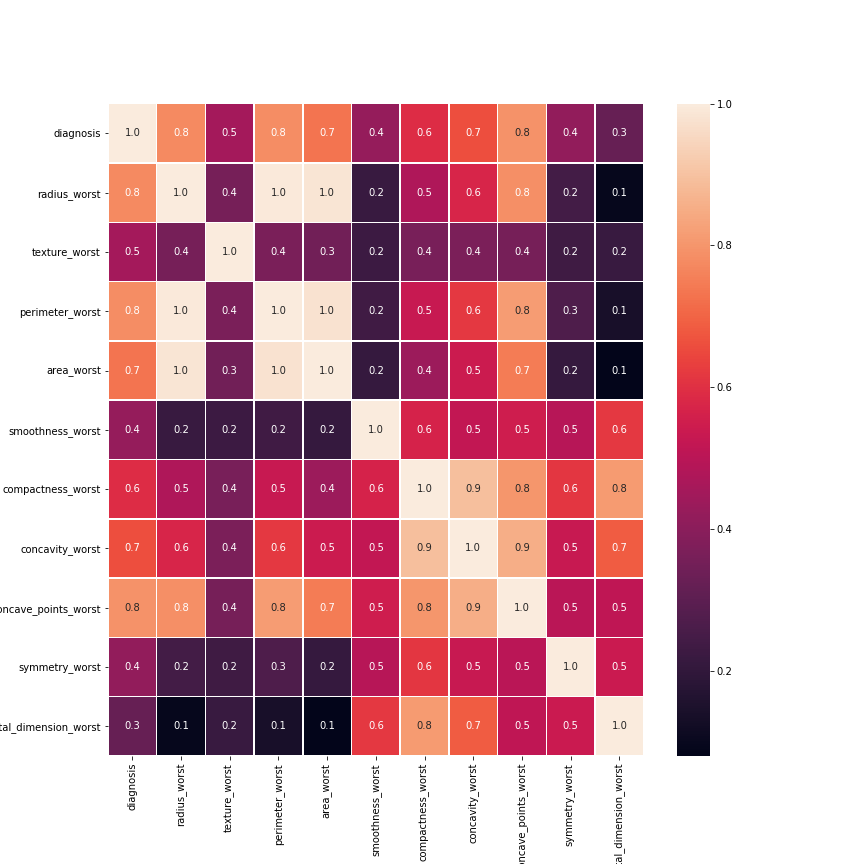 1.0
diagnosis 1.0 0.8 0.5 0.8 0.7 0.4 0.6 0.7 0.8 0.4 0.3
radius_worst 0.8 1.0 0.4 1.0 1.0 0.2 0.5 0.6 0.8 0.2 0.1
0.8
texture_worst 0.5 0.4 1.0 0.4 0.3 0.2 0.4 0.4 0.4 0.2 0.2
perimeter_worst 0.8 1.0 0.4 1.0 1.0 0.2 0.5 0.6 0.8 0.3 0.1
area_worst 0.7 1.0 0.3 1.0 1.0 0.2 0.4 0.5 0.7 0.2 0.1
0.6
smoothness_worst 0.4 0.2 0.2 0.2 0.2 1.0 0.6 0.5 0.5 0.5 0.6
compactness_worst 0.6 0.5 0.4 0.5 0.4 0.6 1.0 0.9 0.8 0.6 0.8
0.4
concavity_worst 0.7 0.6 0.4 0.6 0.5 0.5 0.9 1.0 0.9 0.5 0.7
oncave_points_worst 0.8 0.8 0.4 0.8 0.7 0.5 0.8 0.9 1.0 0.5 0.5
symmetry_worst 0.4 0.2 0.2 0.3 0.2 0.5 0.6 0.5 0.5 1.0 0.5
0.2
tal_dimension_worst 0.3 0.1 0.2 0.1 0.1 0.6 0.8 0.7 0.5 0.5 1.0
diagnosis
radius_worst
texture_worst
perimeter_worst
area_worst
smoothness_worst
compactness_worst
concavity_worst
oncave_points_worst
symmetry_worst
tal_dimension_worst